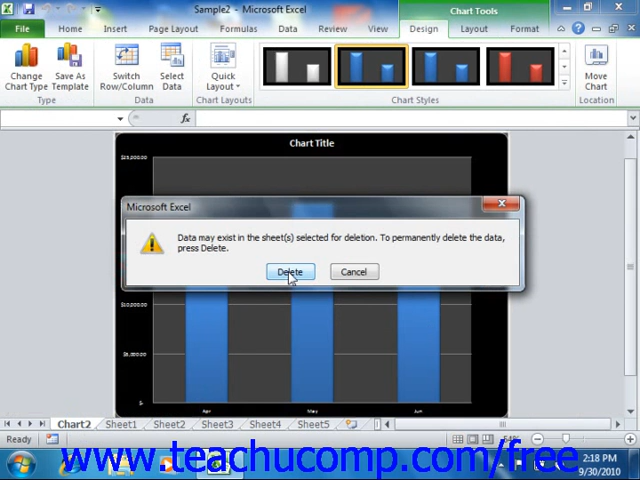 Sample2 - Microsoft Excel
Chart Tools
File Home Insert Page Layout Formulas Data Review View Design Layout Format
Change Chart Type
Save As Template
Switch Row/Column
Select Data
Quick Layout
Move Chart
Type Data Chart Layouts Chart Styles Location
fx
Chart Title
Microsoft Excel
Data may exist in the sheet(s) selected for deletion. To permanently delete the data,
press Delete.
Delete Cancel
Apr May Jun
Chart2 Sheet1 Sheet2 Sheet3 Sheet4 Sheet5
Ready
www.teachucomp.com/free
2:18 PM
9/30/2010